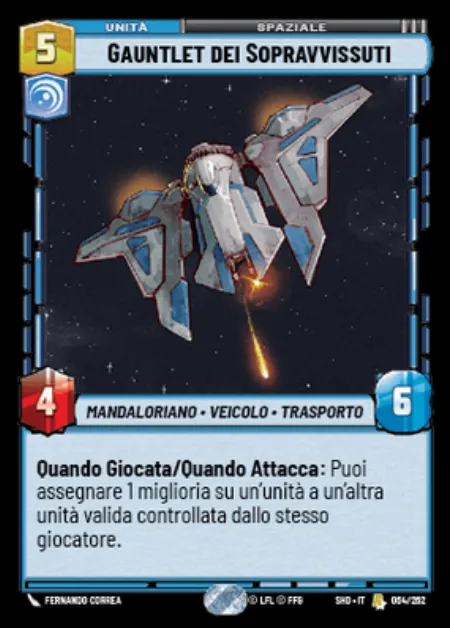 UNITÀ
SPAZIALE
5
GAUNTLET DEI SOPRAVVISSUTI
4
MANDALORIANO • VEICOLO • TRASPORTO
6
Quando Giocata/Quando Attacca: Puoi
assegnare 1 miglioria su un'unità a un'altra
unità valida controllata dallo stesso
giocatore.
FERNANDO CORREA
© LFL © FFG
SHD • IT
064/262